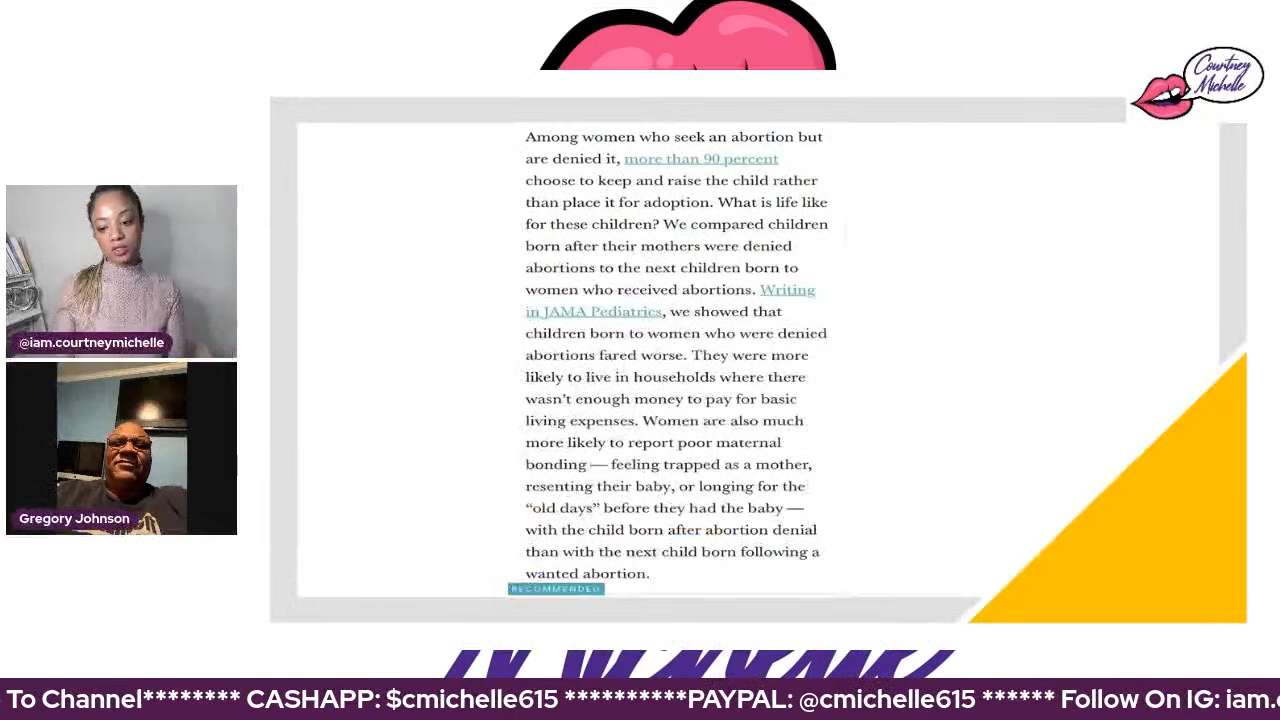 Courtney
Michelle
Among women who seek an abortion but
are denied it, more than 90 percent
choose to keep and raise the child rather
than place it for adoption. What is life like
for these children? We compared children
born after their mothers were denied
abortions to the next children born to
women who received abortions. Writing
in JAMA Pediatrics, we showed that
children born to women who were denied
abortions fared worse. They were more
likely to live in households where there
wasn't enough money to pay for basic
living expenses. Women are also much
more likely to report poor maternal
bonding — feeling trapped as a mother,
resenting their baby, or longing for the
“old days” before they had the baby —
with the child born after abortion denial
than with the next child born following a
wanted abortion.
RECOMMENDED
@iam.courtneymichelle
Gregory Johnson
To Channel******** CASHAPP: $cmichelle615 **********PAYPAL: @cmichelle615 ****** Follow On IG: iam.